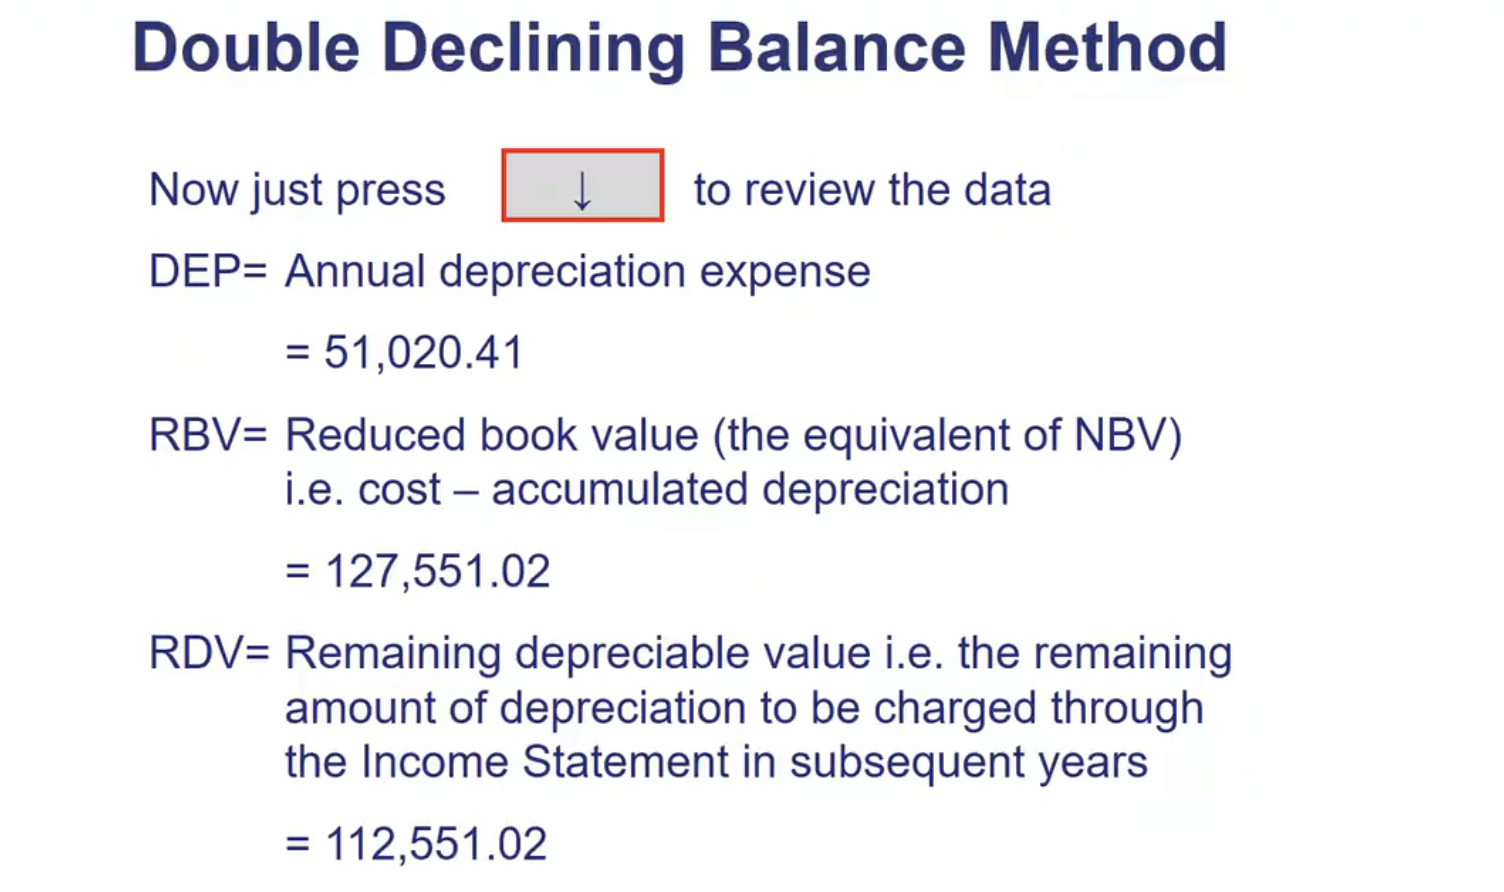 Double Declining Balance Method
Now just press ↓ to review the data
DEP= Annual depreciation expense
= 51,020.41
RBV= Reduced book value (the equivalent of NBV)
i.e. cost – accumulated depreciation
= 127,551.02
RDV= Remaining depreciable value i.e. the remaining
amount of depreciation to be charged through
the Income Statement in subsequent years
= 112,551.02